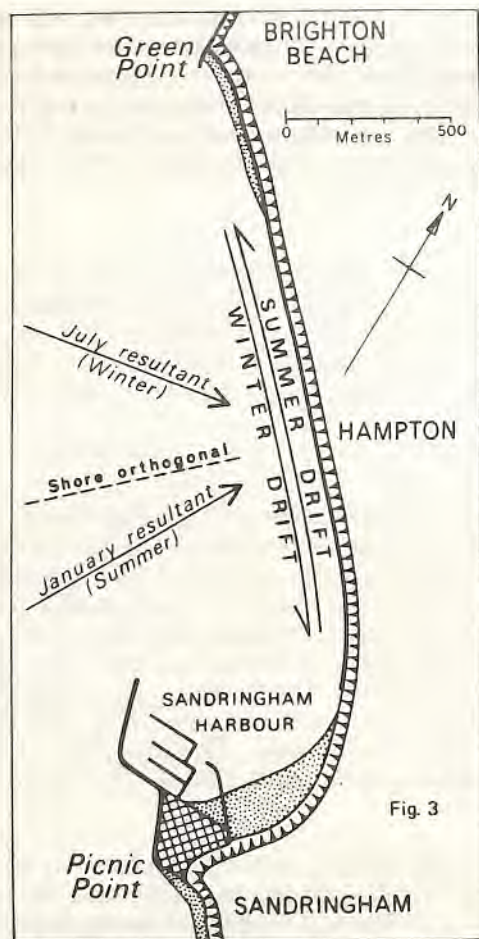 Green
Point
BRIGHTON
BEACH
0 500
Metres
N
July resultant
(Winter)
SUMMER DRIFT
WINTER DRIFT
HAMPTON
Shore orthogonal
January resultant
(Summer)
SANDRINGHAM
HARBOUR
Fig. 3
Picnic
Point
SANDRINGHAM